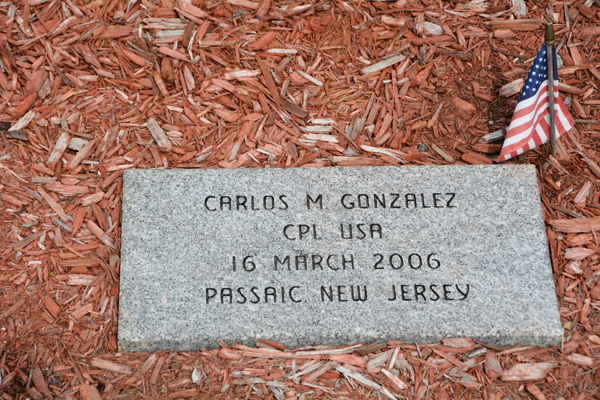 CARLOS M GONZALEZ
CPL USA
16 MARCH 2006
PASSAIC NEW JERSEY